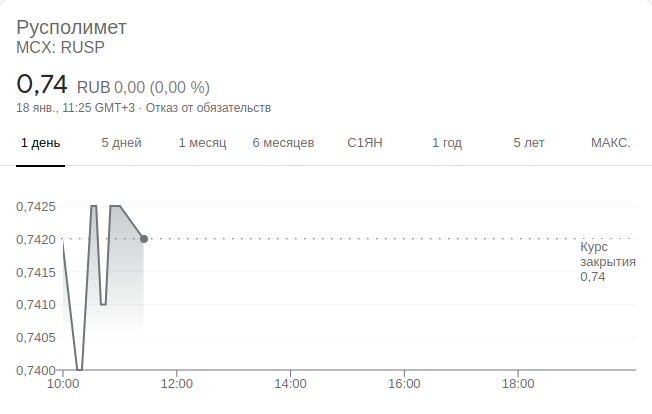 Русполимет
MCX: RUSP
0,74 RUB 0,00 (0,00 %)
18 янв., 11:25 GMT+3 · Отказ от обязательств
1 день 5 дней 1 месяц 6 месяцев С1ЯН 1 год 5 лет МАКС.
0,7425
0,7420
Курс
закрытия
0,74
0,7415
0,7410
0,7405
0,7400
10:00 12:00 14:00 16:00 18:00